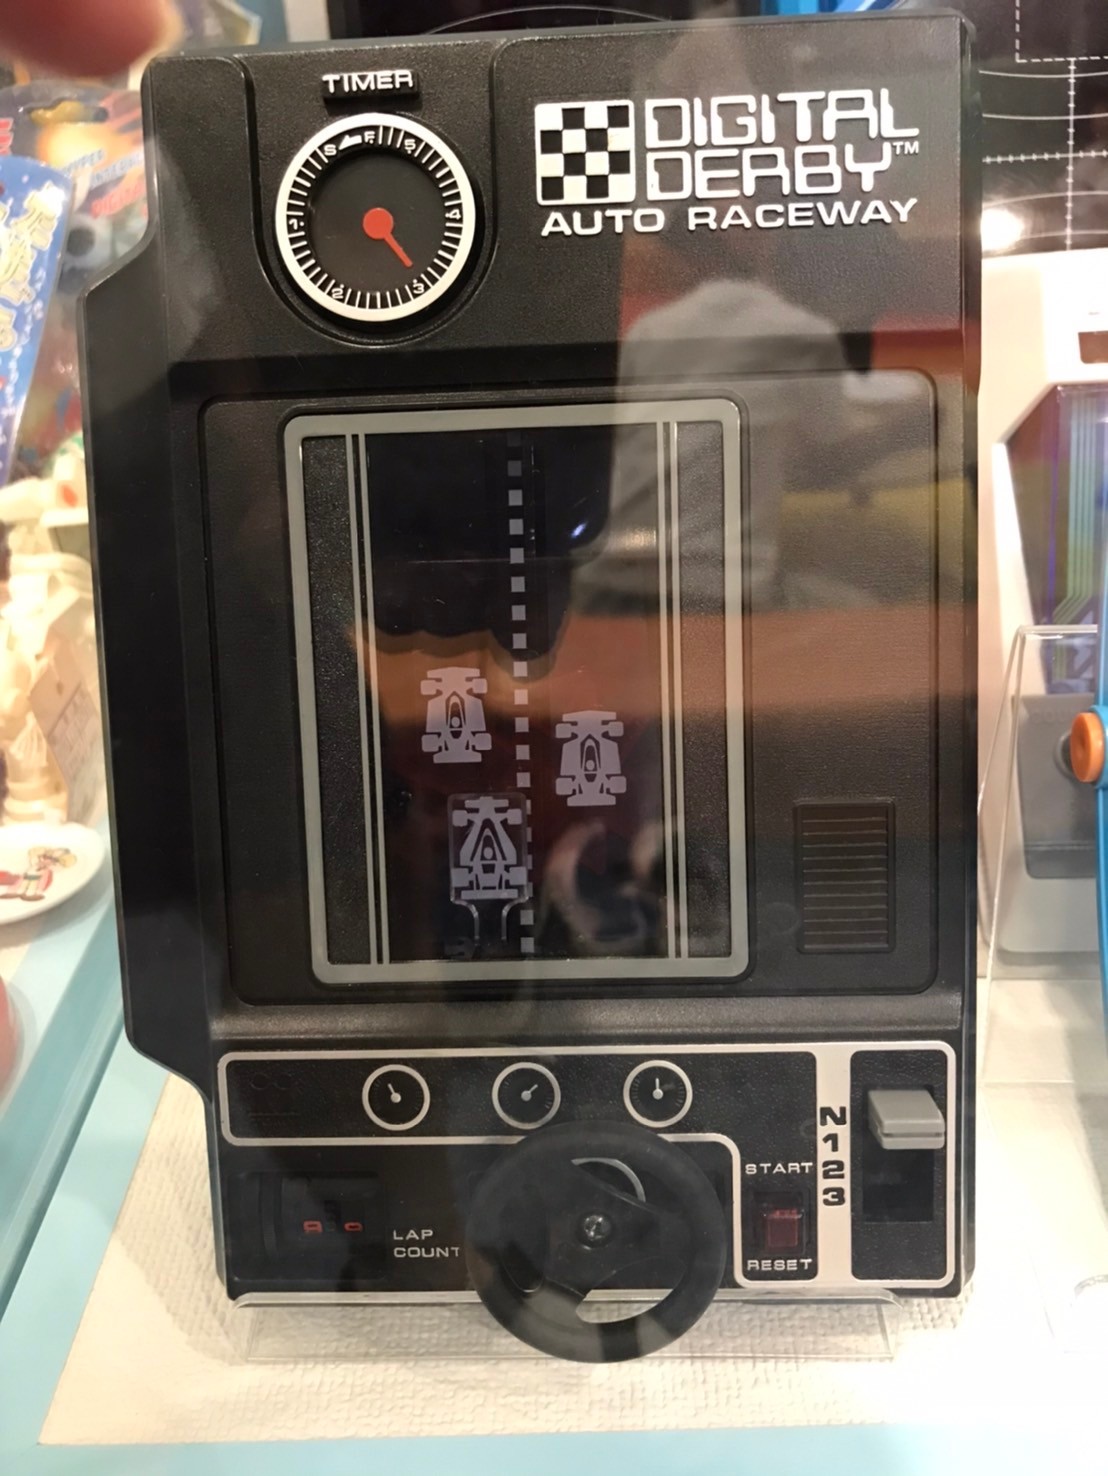 TIMER
DIGITAL
DERBY™
AUTO RACEWAY
N
1
2
3
START
RESET
LAP
COUNT